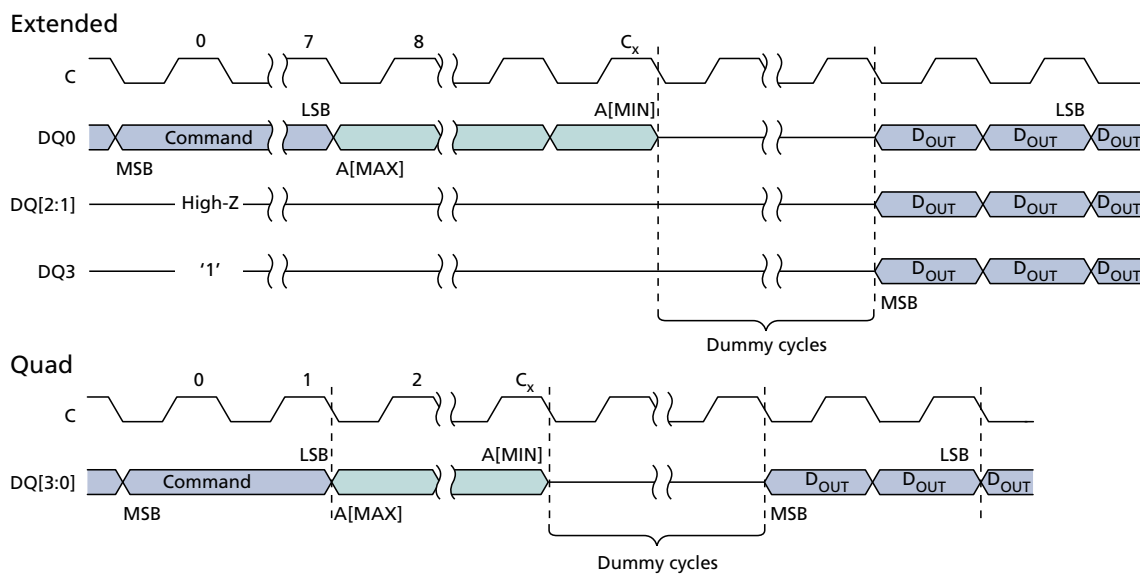 Extended
0 7 8 Cx
C
LSB A[MIN] LSB
DQ0 Command DOUT DOUT DOUT
MSB A[MAX]
DQ[2:1] High-Z DOUT DOUT DOUT
DQ3 '1' DOUT DOUT DOUT
MSB
Dummy cycles
Quad
0 1 2 Cx
C
LSB A[MIN] LSB
DQ[3:0] Command DOUT DOUT DOUT
MSB A[MAX] MSB
Dummy cycles